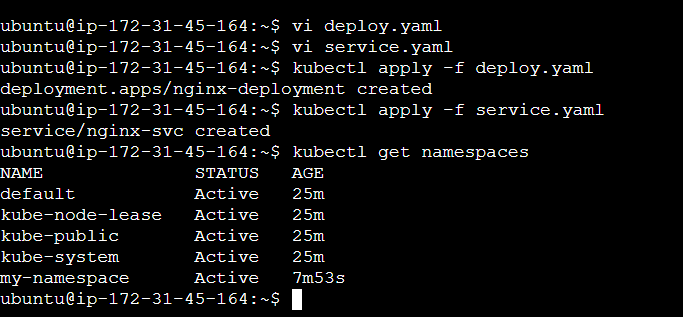 ubuntu@ip-172-31-45-164:~$ vi deploy.yaml
ubuntu@ip-172-31-45-164:~$ vi service.yaml
ubuntu@ip-172-31-45-164:~$ kubectl apply -f deploy.yaml
deployment.apps/nginx-deployment created
ubuntu@ip-172-31-45-164:~$ kubectl apply -f service.yaml
service/nginx-svc created
ubuntu@ip-172-31-45-164:~$ kubectl get namespaces
NAME              STATUS   AGE
default           Active   25m
kube-node-lease   Active   25m
kube-public       Active   25m
kube-system       Active   25m
my-namespace      Active   7m53s
ubuntu@ip-172-31-45-164:~$